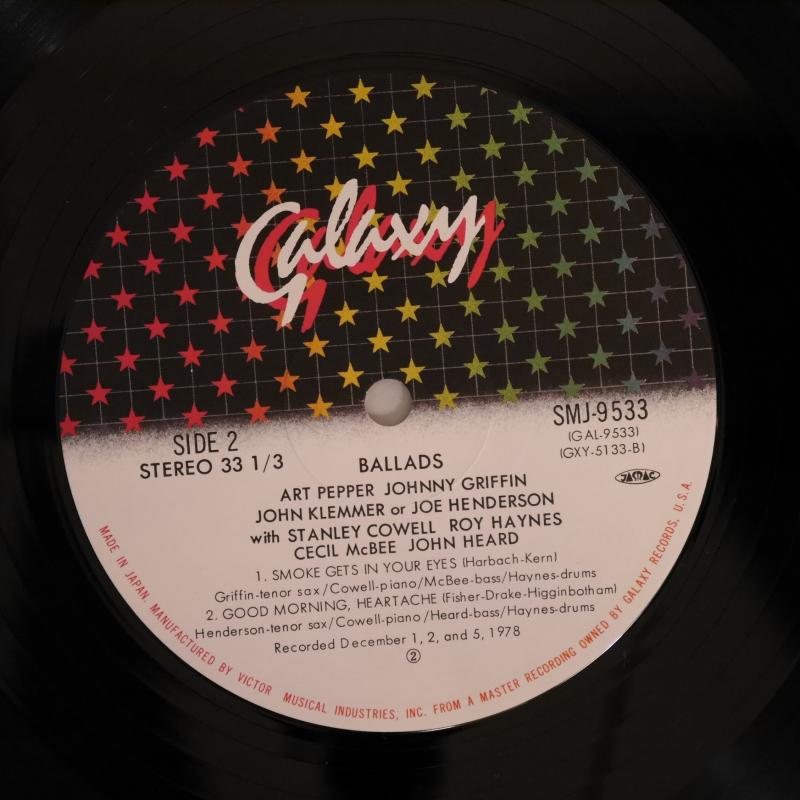 Galaxy
SIDE 2
STEREO 33 1/3
SMJ-9533
(GAL-9533)
(GXY-5133-B)
JASRAC
BALLADS
ART PEPPER JOHNNY GRIFFIN
JOHN KLEMMER or JOE HENDERSON
with STANLEY COWELL ROY HAYNES
CECIL McBEE JOHN HEARD
1. SMOKE GETS IN YOUR EYES (Harbach-Kern)
Griffin-tenor sax/Cowell-piano/McBee-bass/Haynes-drums
2. GOOD MORNING, HEARTACHE (Fisher-Drake-Higginbotham)
Henderson-tenor sax/Cowell-piano/Heard-bass/Haynes-drums
Recorded December 1, 2, and 5, 1978
②
MADE IN JAPAN. MANUFACTURED BY VICTOR MUSICAL INDUSTRIES, INC. FROM A MASTER RECORDING OWNED BY GALAXY RECORDS, U.S.A.